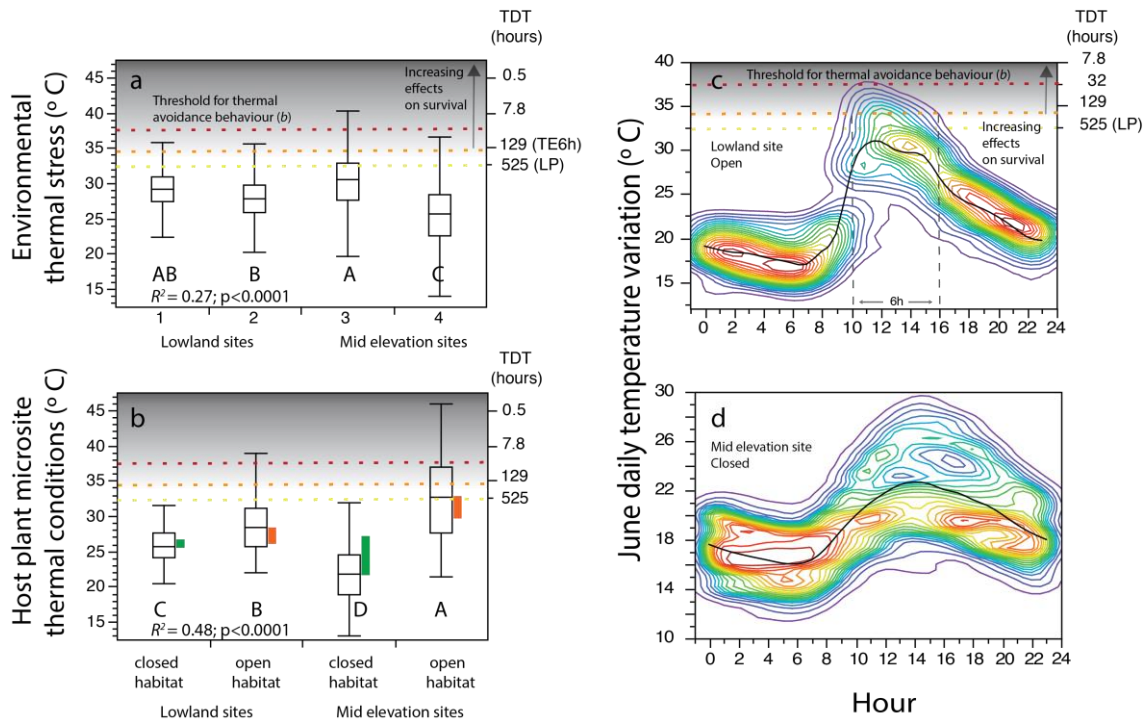 TDT
(hours)
Environmental
thermal stress (º C)
45
40
35
30
25
20
15
a
Threshold for thermal
avoidance behaviour (b)
Increasing
effects
on survival
0.5
7.8
129 (TE6h)
525 (LP)
AB B A C
R² = 0.27; p<0.0001
1 2 3 4
Lowland sites Mid elevation sites
TDT
(hours)
Host plant microsite
thermal conditions (º C)
45
40
35
30
25
20
15
b
0.5
7.8
129
525
C B D A
R² = 0.48; p<0.0001
closed open closed open
habitat habitat habitat habitat
Lowland sites Mid elevation sites
TDT
(hours)
June daily temperature variation (º C)
40
35
30
25
20
15
c
Threshold for thermal avoidance behaviour (b)
7.8
32
129
525 (LP)
Lowland site
Open
Increasing
effects
on survival
6h
0 2 4 6 8 10 12 14 16 18 20 22 24
30
26
22
18
14
10
d
Mid elevation site
Closed
0 2 4 6 8 10 12 14 16 18 20 22 24
Hour